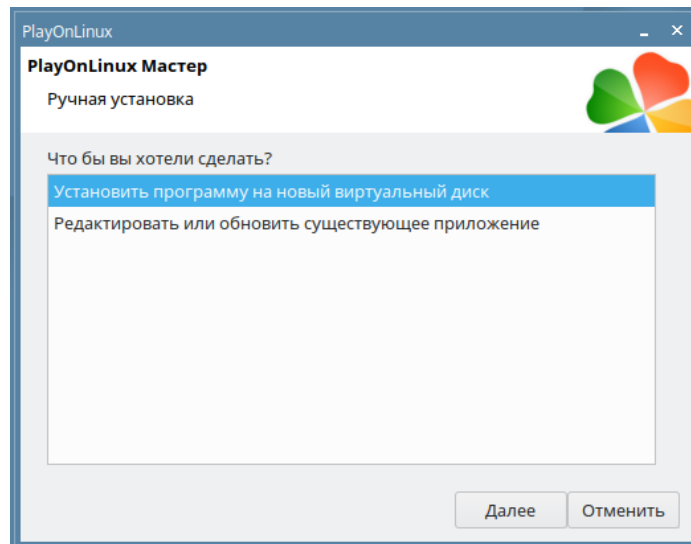 PlayOnLinux
PlayOnLinux Мастер
Ручная установка
Что бы вы хотели сделать?
Установить программу на новый виртуальный диск
Редактировать или обновить существующее приложение
Далее
Отменить